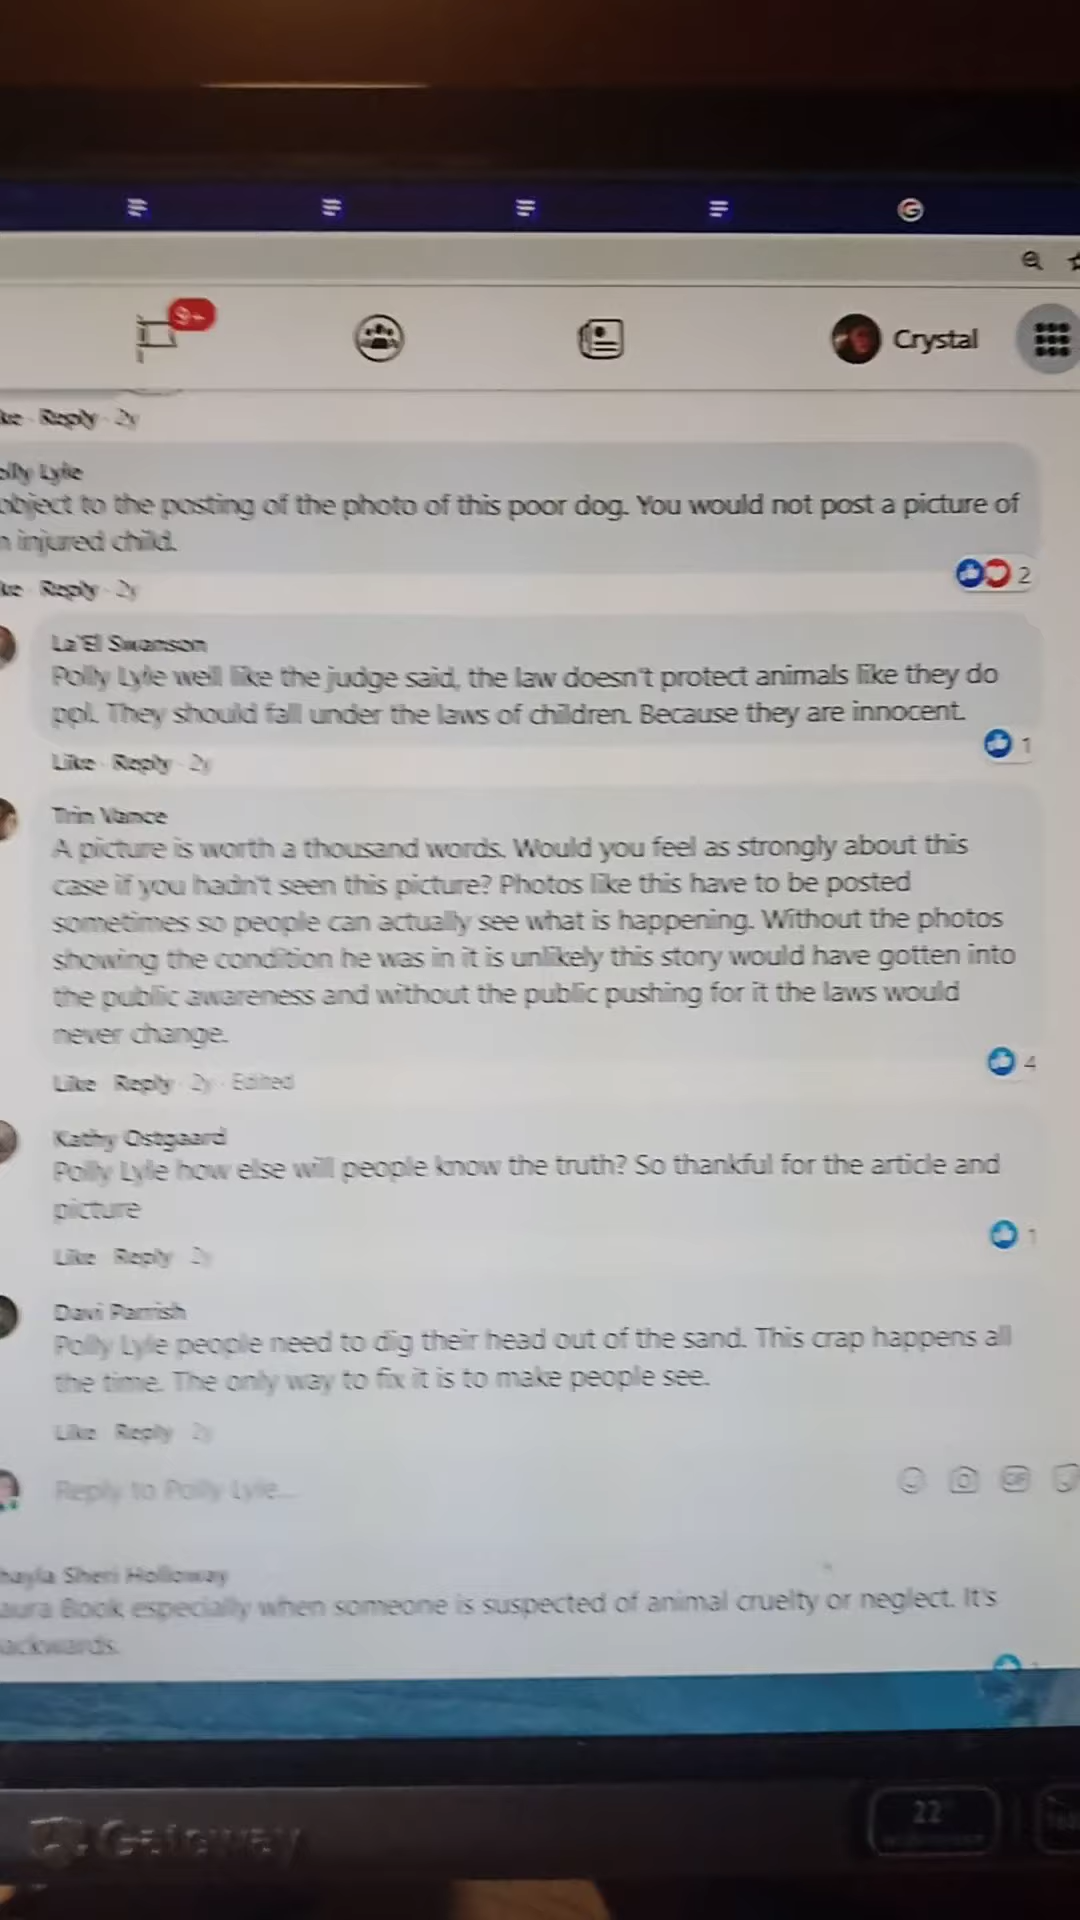 9+
Crystal
Reply · 2y
Lyle
object to the posting of the photo of this poor dog. You would not post a picture of
injured child.
2
Reply · 2y
La'El Swanson
Polly Lyle well like the judge said, the law doesn't protect animals like they do
ppl. They should fall under the laws of children. Because they are innocent.
1
Like · Reply · 2y
Trin Vance
A picture is worth a thousand words. Would you feel as strongly about this
case if you hadn't seen this picture? Photos like this have to be posted
sometimes so people can actually see what is happening. Without the photos
showing the condition he was in it is unlikely this story would have gotten into
the public awareness and without the public pushing for it the laws would
never change.
4
Like Reply · 2y · Edited
Kathy Ostgaard
Polly Lyle how else will people know the truth? So thankful for the article and
picture
1
Like Reply 2y
Davi Parrish
Polly Lyle people need to dig their head out of the sand. This crap happens all
the time. The only way to fix it is to make people see.
Like Reply 2y
Reply to Polly Lyle...
GIF
Sheri Holloway
Book especially when someone is suspected of animal cruelty or neglect. It's
Gateway
22"